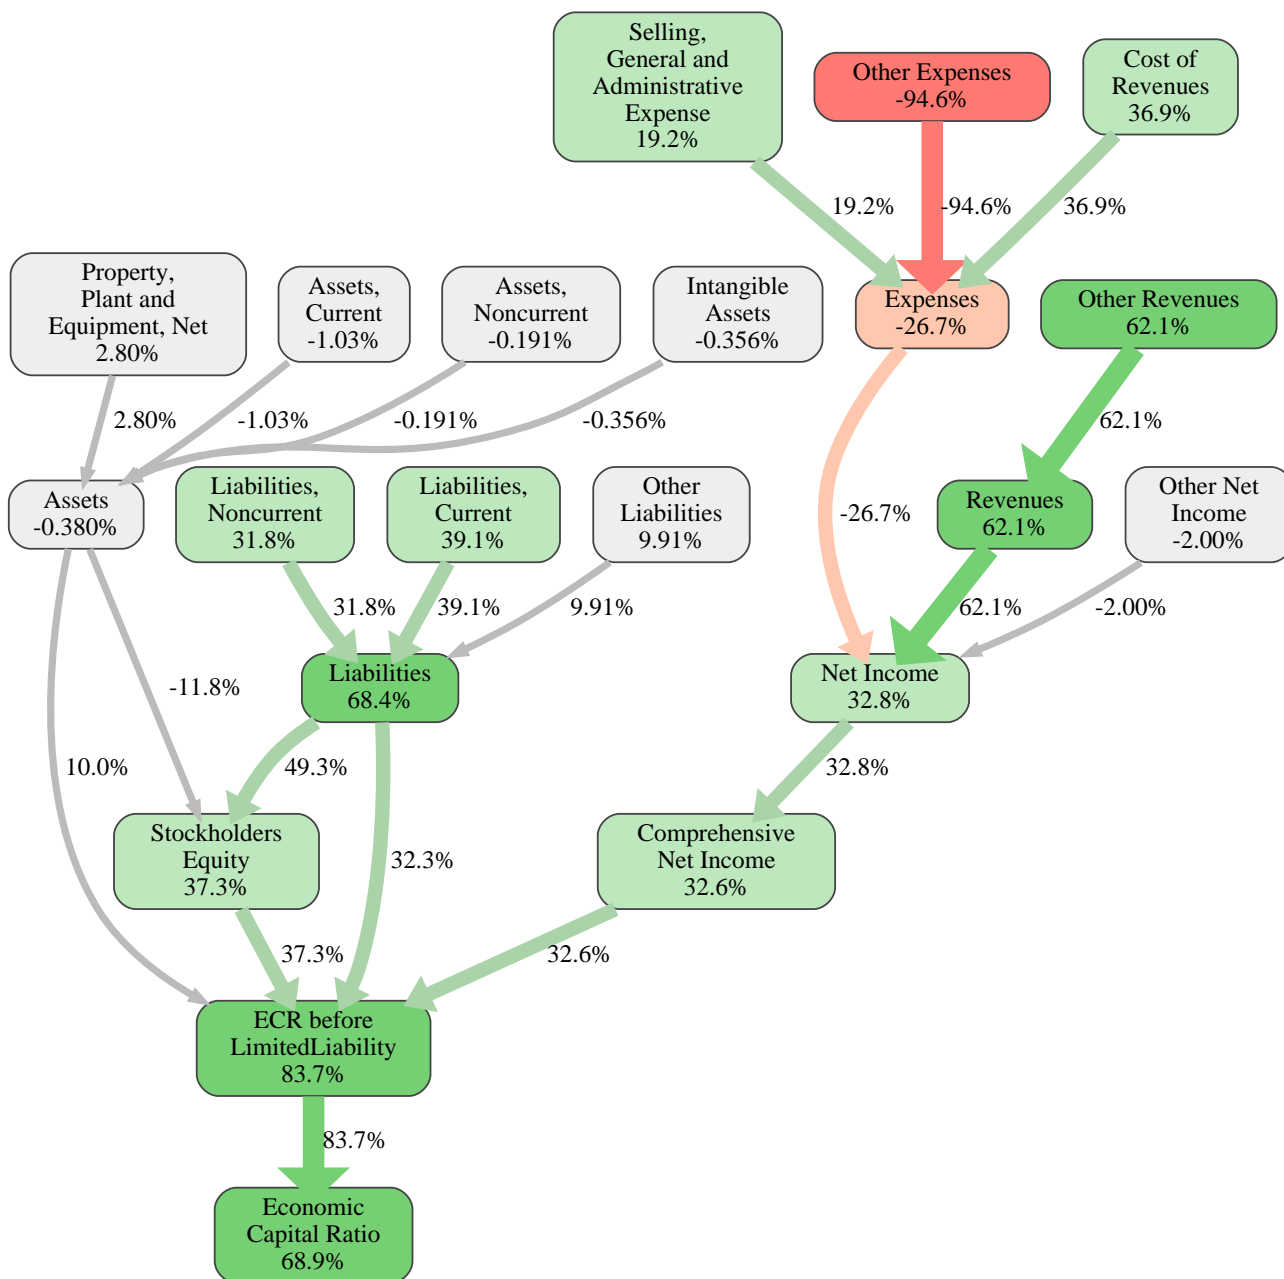 Selling,
General and
Administrative
Expense
19.2%
Other Expenses
-94.6%
Cost of
Revenues
36.9%
19.2%
-94.6%
36.9%
Property,
Plant and
Equipment, Net
2.80%
Assets,
Current
-1.03%
Assets,
Noncurrent
-0.191%
Intangible
Assets
-0.356%
Expenses
-26.7%
Other Revenues
62.1%
2.80%
-1.03%
-0.191%
-0.356%
62.1%
Assets
-0.380%
Liabilities,
Noncurrent
31.8%
Liabilities,
Current
39.1%
Other
Liabilities
9.91%
-26.7%
Revenues
62.1%
Other Net
Income
-2.00%
31.8%
39.1%
9.91%
62.1%
-2.00%
-11.8%
Liabilities
68.4%
Net Income
32.8%
10.0%
49.3%
32.8%
Stockholders
Equity
37.3%
32.3%
Comprehensive
Net Income
32.6%
37.3%
32.6%
ECR before
LimitedLiability
83.7%
83.7%
Economic
Capital Ratio
68.9%